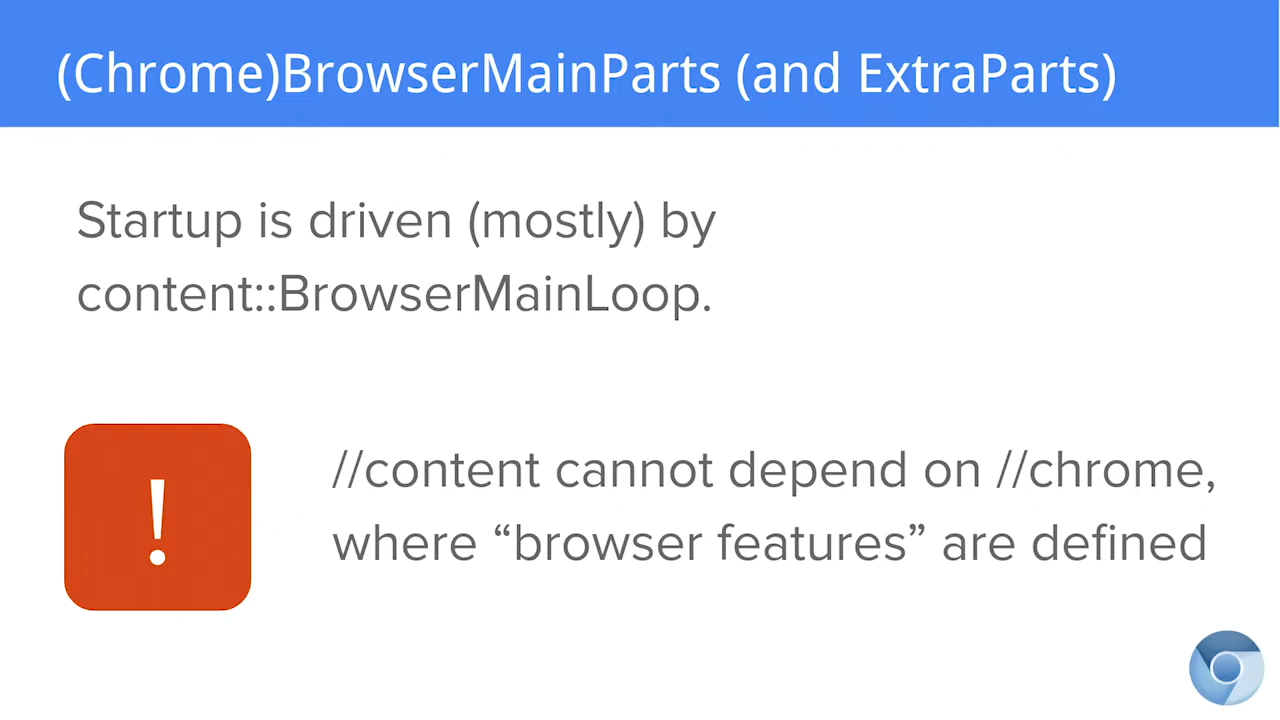 (Chrome)BrowserMainParts (and ExtraParts)
Startup is driven (mostly) by
content::BrowserMainLoop.
!
//content cannot depend on //chrome,
where “browser features” are defined